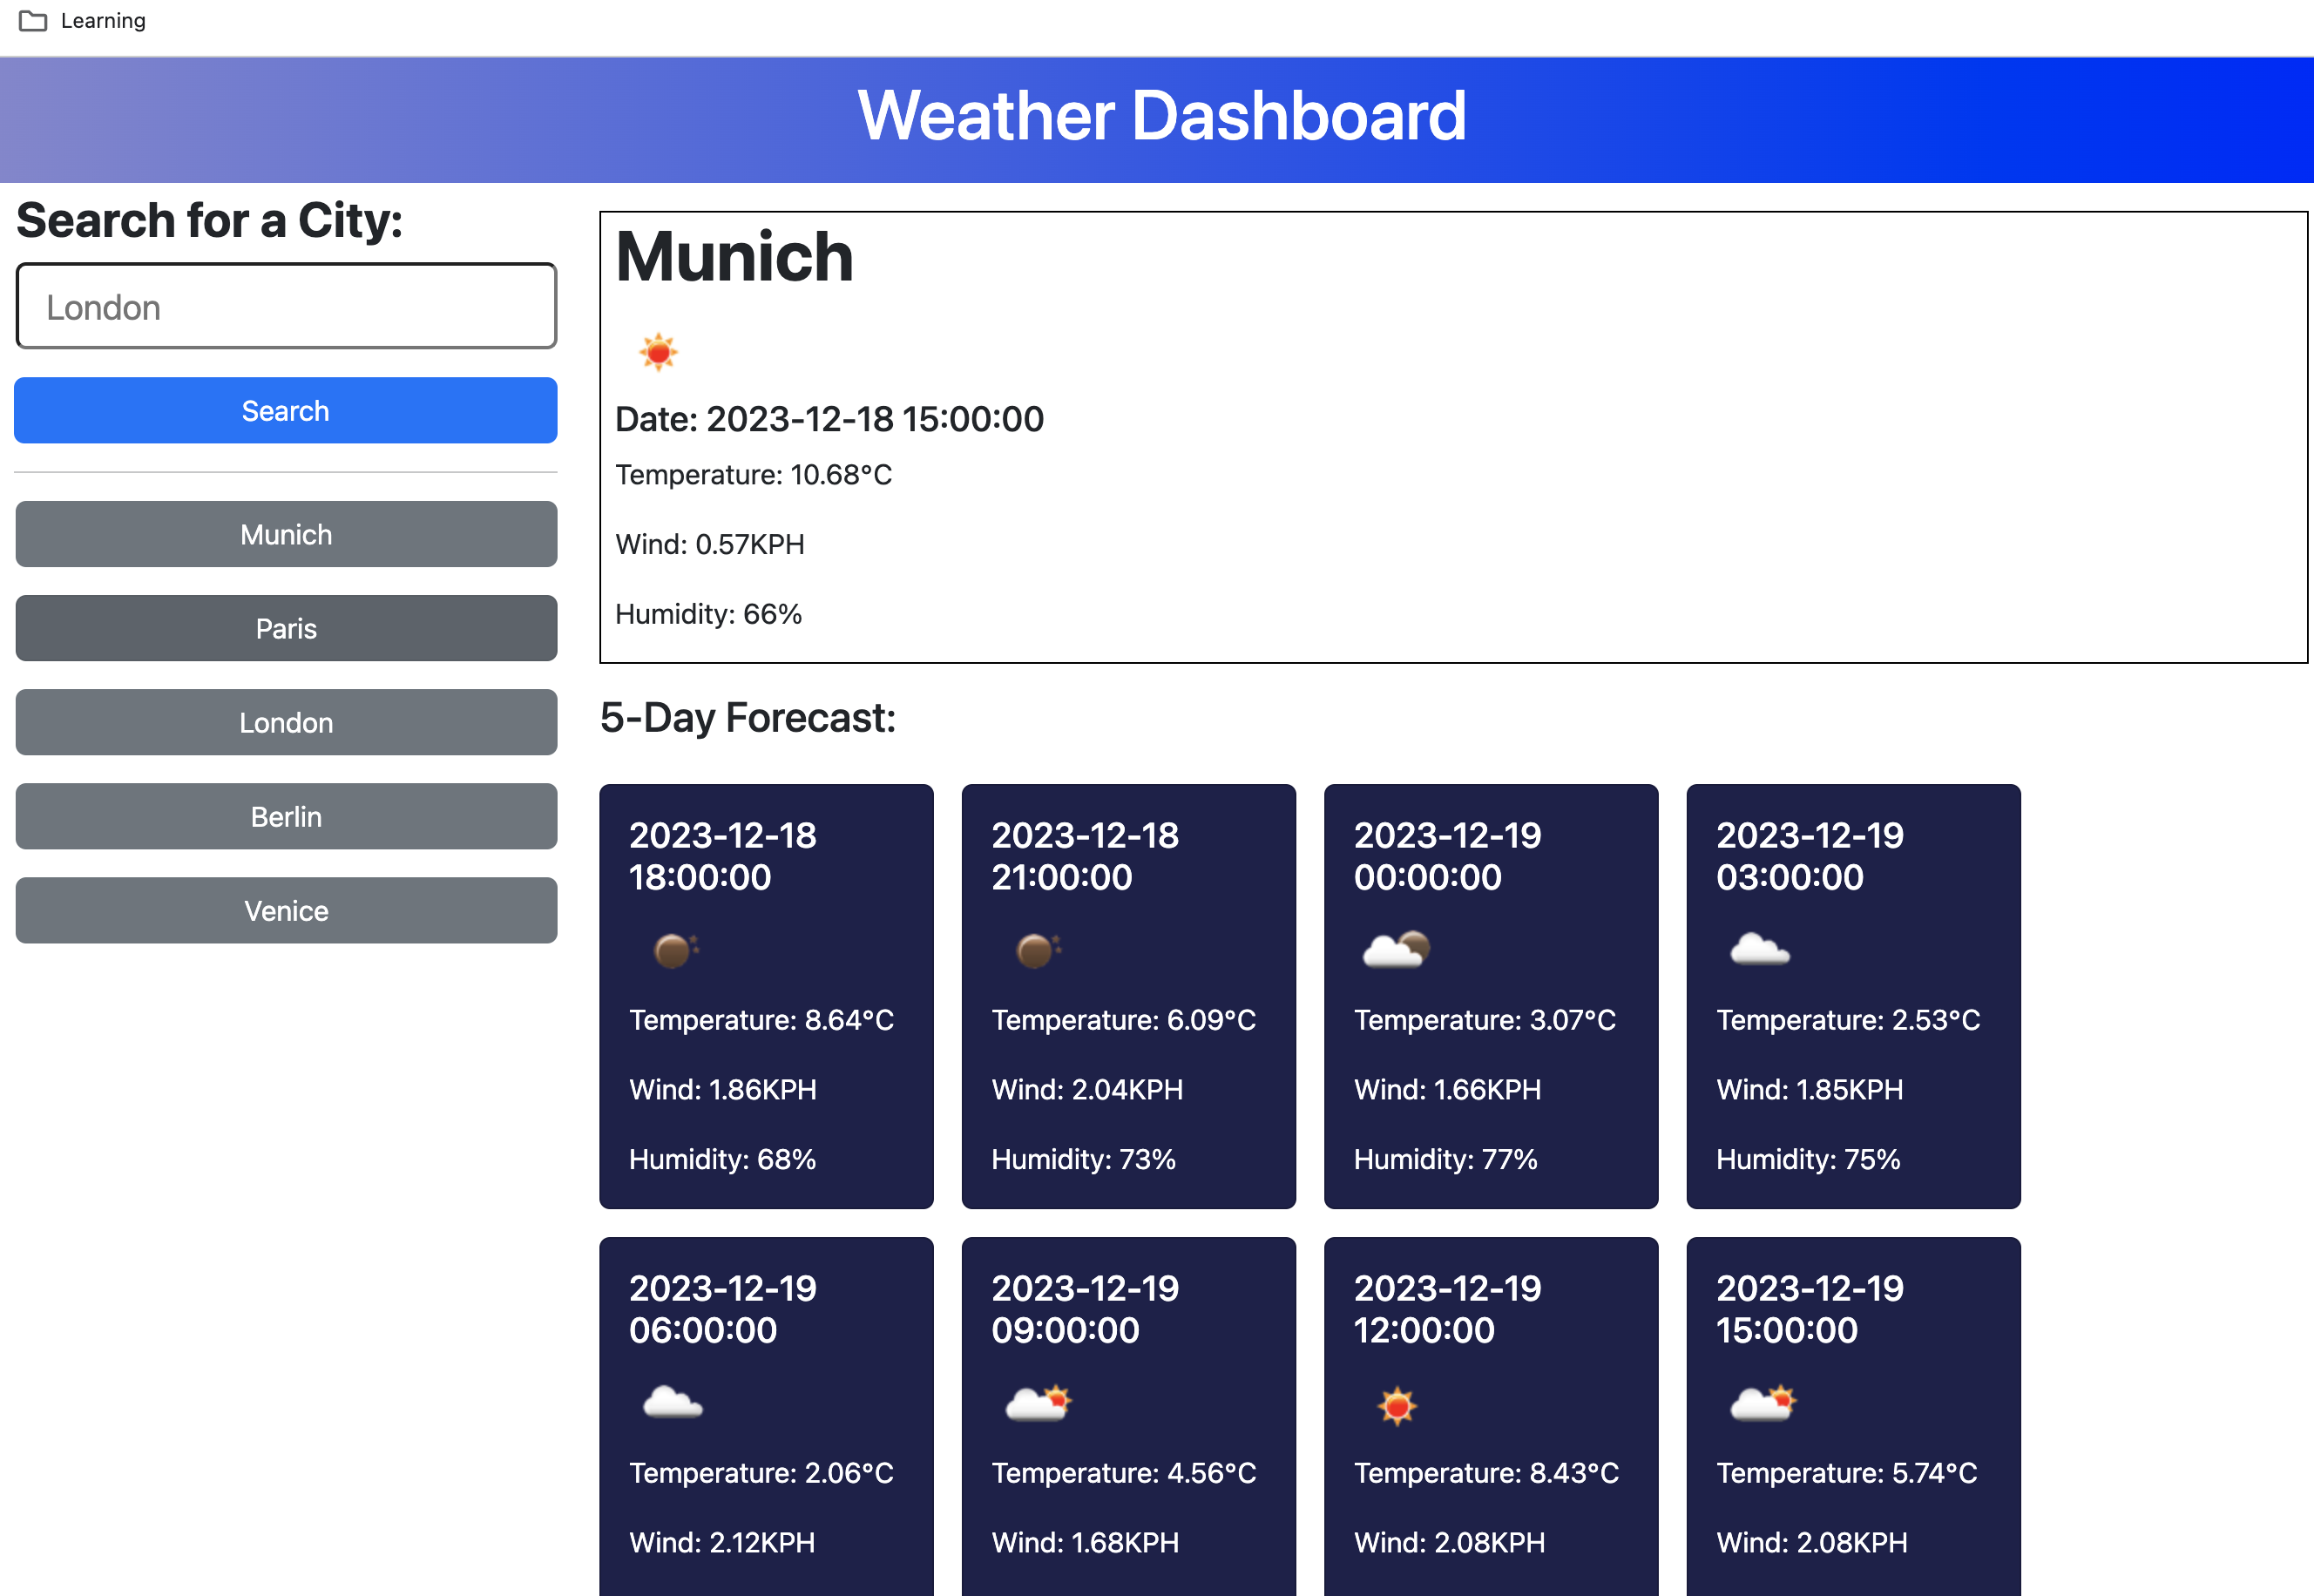 Learning
Weather Dashboard
Search for a City:
London
Search
Munich
Paris
London
Berlin
Venice
Munich
Date: 2023-12-18 15:00:00
Temperature: 10.68°C
Wind: 0.57KPH
Humidity: 66%
5-Day Forecast:
2023-12-18
18:00:00
Temperature: 8.64°C
Wind: 1.86KPH
Humidity: 68%
2023-12-18
21:00:00
Temperature: 6.09°C
Wind: 2.04KPH
Humidity: 73%
2023-12-19
00:00:00
Temperature: 3.07°C
Wind: 1.66KPH
Humidity: 77%
2023-12-19
03:00:00
Temperature: 2.53°C
Wind: 1.85KPH
Humidity: 75%
2023-12-19
06:00:00
Temperature: 2.06°C
Wind: 2.12KPH
2023-12-19
09:00:00
Temperature: 4.56°C
Wind: 1.68KPH
2023-12-19
12:00:00
Temperature: 8.43°C
Wind: 2.08KPH
2023-12-19
15:00:00
Temperature: 5.74°C
Wind: 2.08KPH